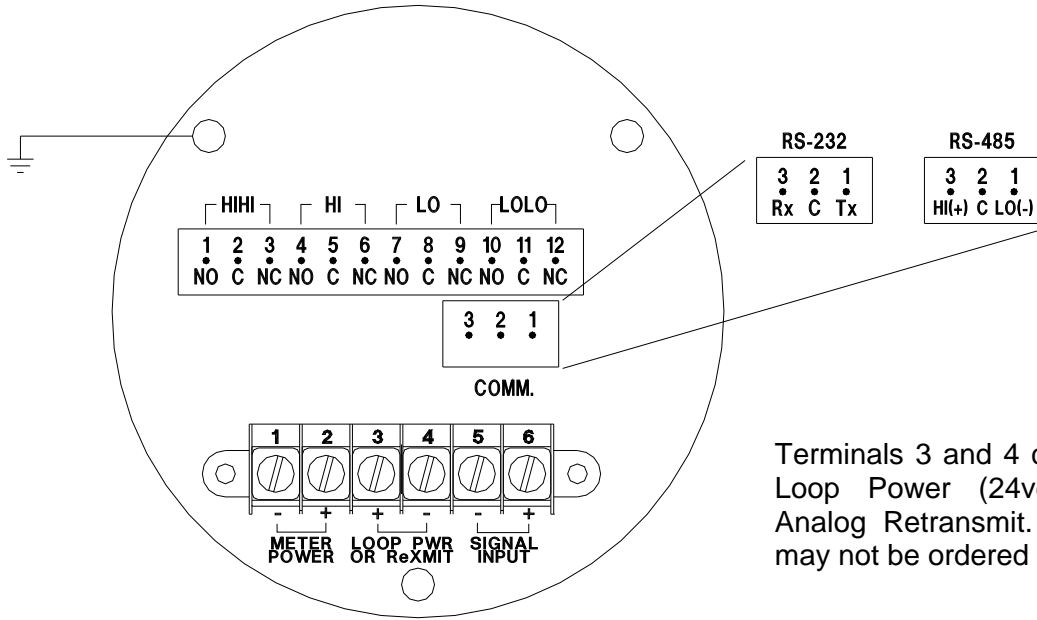 RS-232
3 2 1
Rx C Tx
RS-485
3 2 1
HI(+) C LO(-)
HIHI HI LO LOLO
1 2 3 4 5 6 7 8 9 10 11 12
NO C NC NO C NC NO C NC NO C NC
3 2 1
COMM.
1 2 3 4 5 6
- + + - - +
METER POWER
LOOP PWR OR ReXMIT
SIGNAL INPUT
Terminals 3 and 4
Loop Power
Analog Retransmit.
may not be ordered